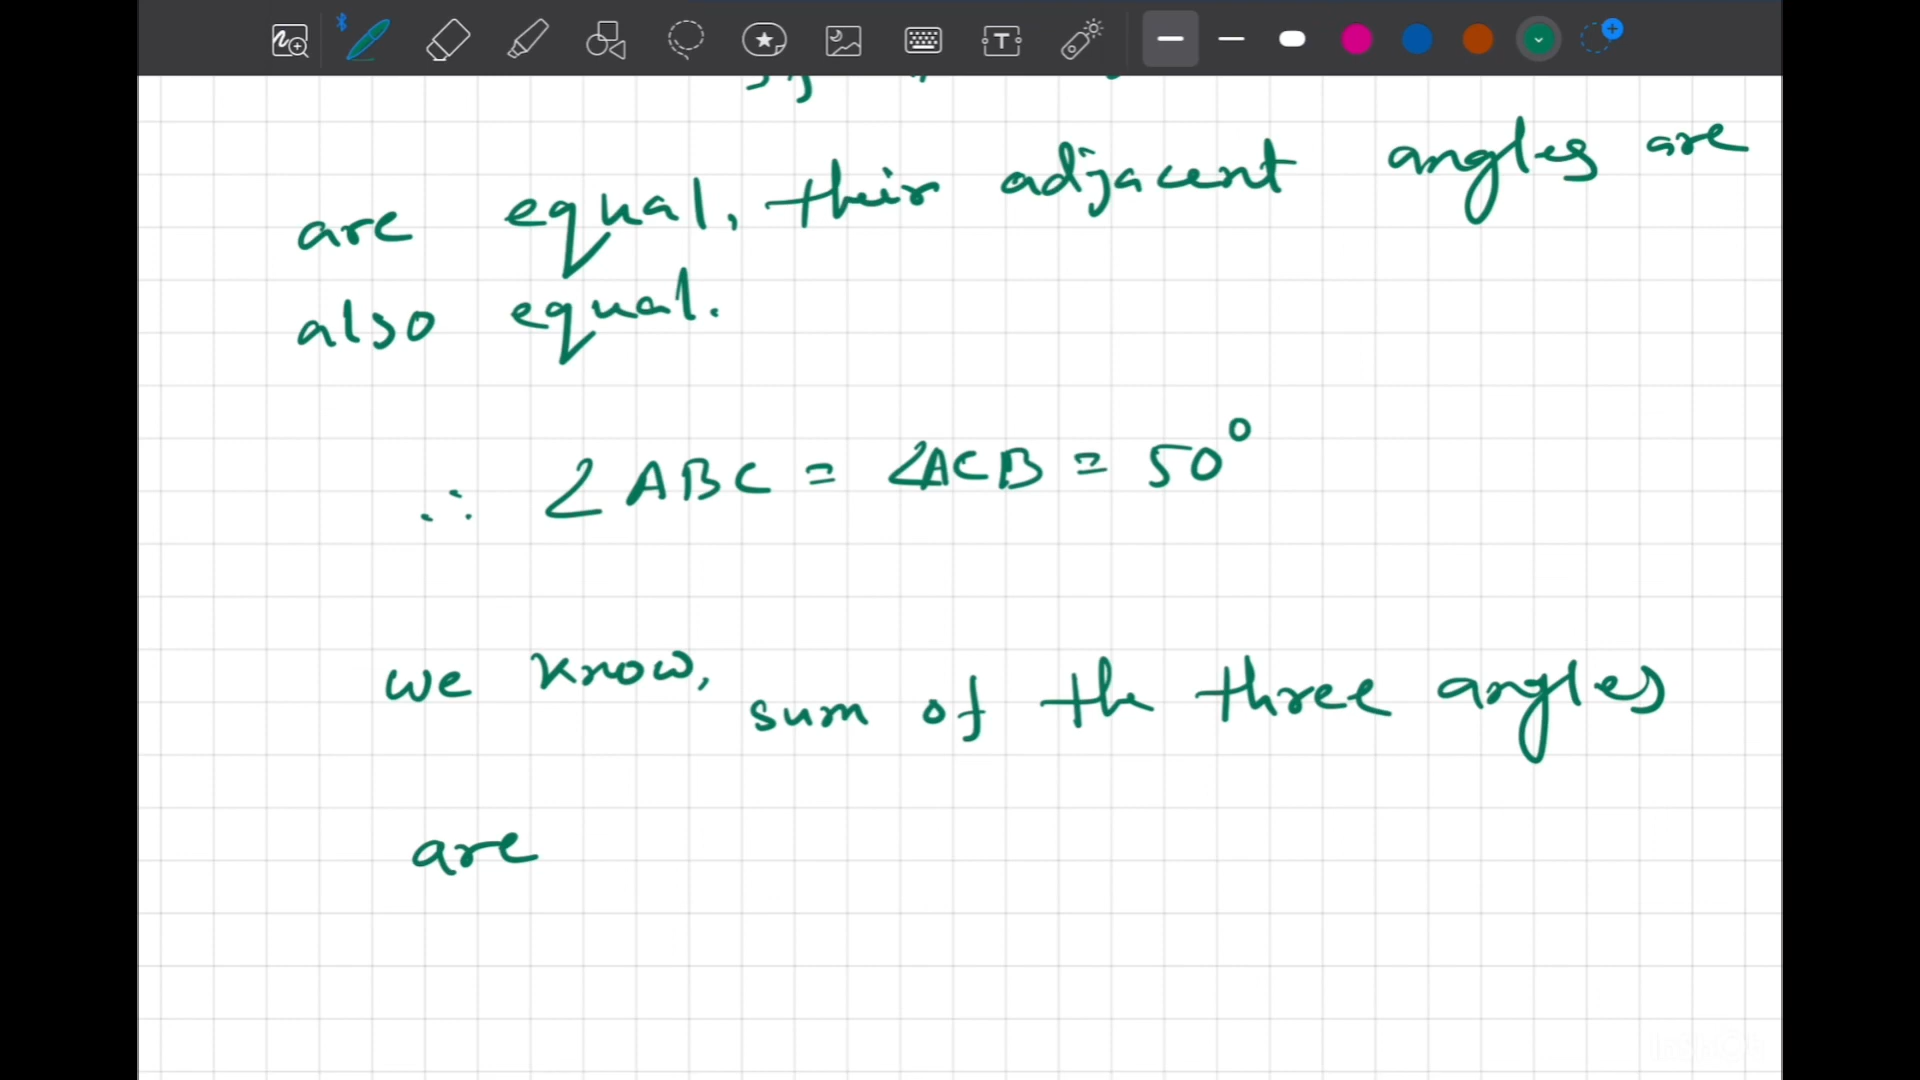 are equal, their adjacent angles are
also equal.
∴ ∠ABC = ∠ACB = 50°
we know, sum of the three angles
are